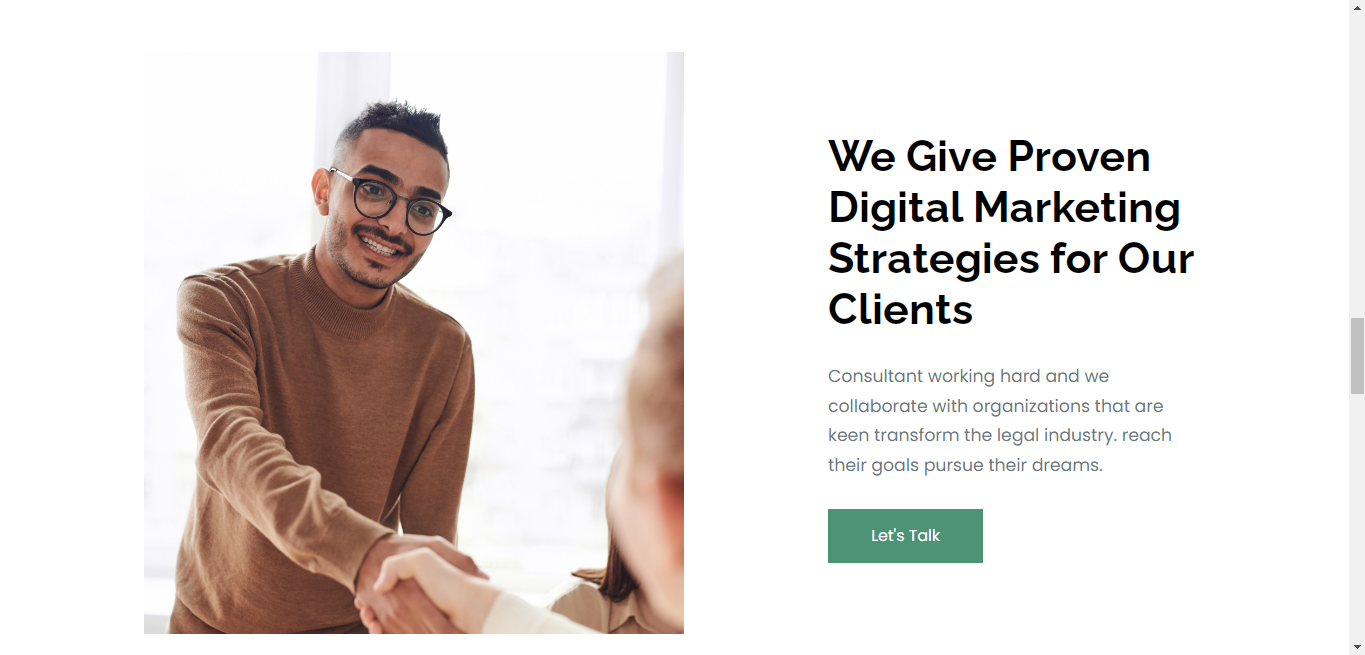 We Give Proven
Digital Marketing
Strategies for Our
Clients
Consultant working hard and we
collaborate with organizations that are
keen transform the legal industry. reach
their goals pursue their dreams.
Let's Talk